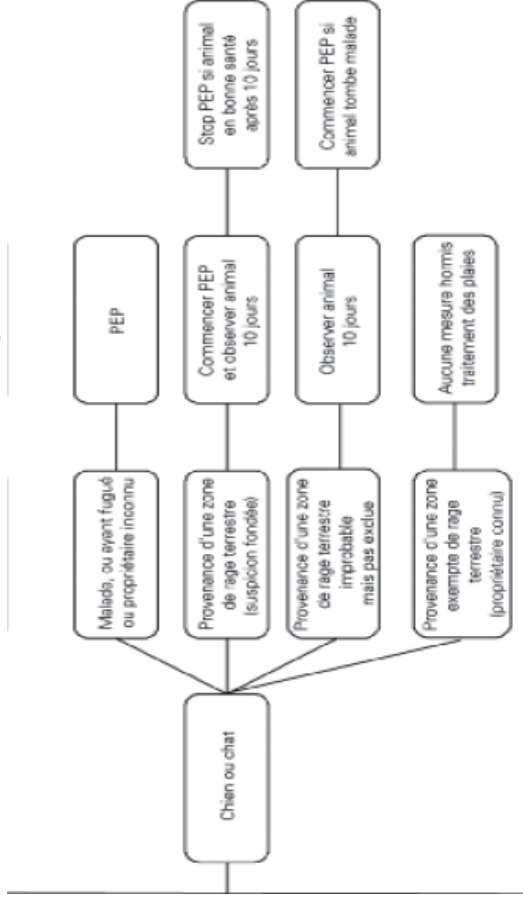 Chien ou chat
Malade, ou ayant fugué
ou propriétaire inconnu
PEP
Provenance d'une zone
de rage terrestre
(suspicion fondée)
Commencer PEP
et observer animal
10 jours
Stop PEP si animal
en bonne santé
après 10 jours
Provenance d'une zone
de rage terrestre
improbable
mais pas exclue
Observer animal
10 jours
Commencer PEP si
animal tombe malade
Provenance d'une zone
exempte de rage
terrestre
(propriétaire connu)
Aucune mesure hormis
traitement des plaies